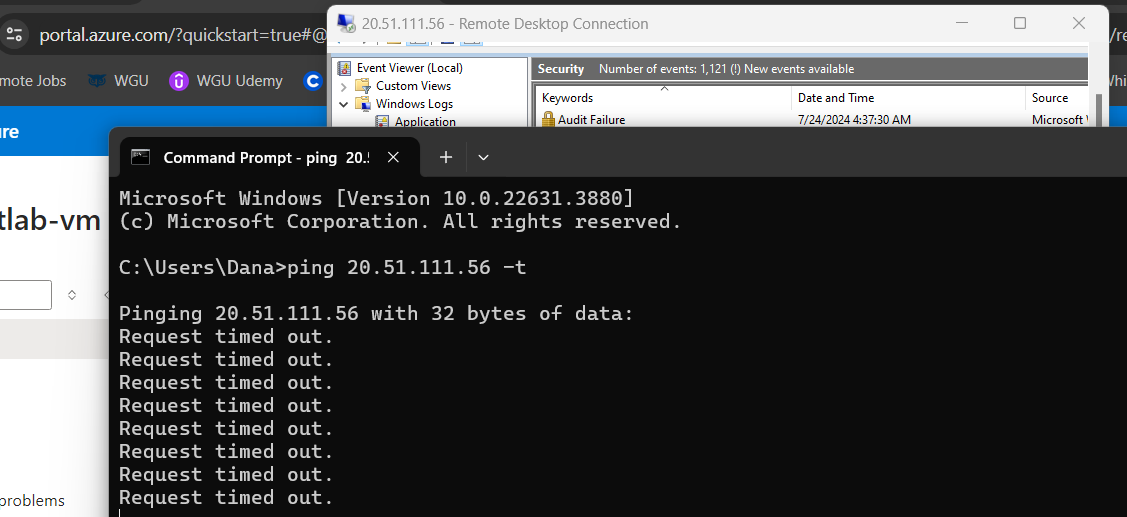 20.51.111.56 - Remote Desktop Connection
portal.azure.com/?quickstart=true#@
mote Jobs WGU WGU Udemy
Event Viewer (Local)
Custom Views
Windows Logs
Application
Security Number of events: 1,121 (!) New events available
Keywords Date and Time Source
Audit Failure 7/24/2024 4:37:30 AM Microsoft
ure
tlab-vm
problems
Command Prompt - ping 20.
Microsoft Windows [Version 10.0.22631.3880]
(c) Microsoft Corporation. All rights reserved.
C:\Users\Dana>ping 20.51.111.56 -t
Pinging 20.51.111.56 with 32 bytes of data:
Request timed out.
Request timed out.
Request timed out.
Request timed out.
Request timed out.
Request timed out.
Request timed out.
Request timed out.